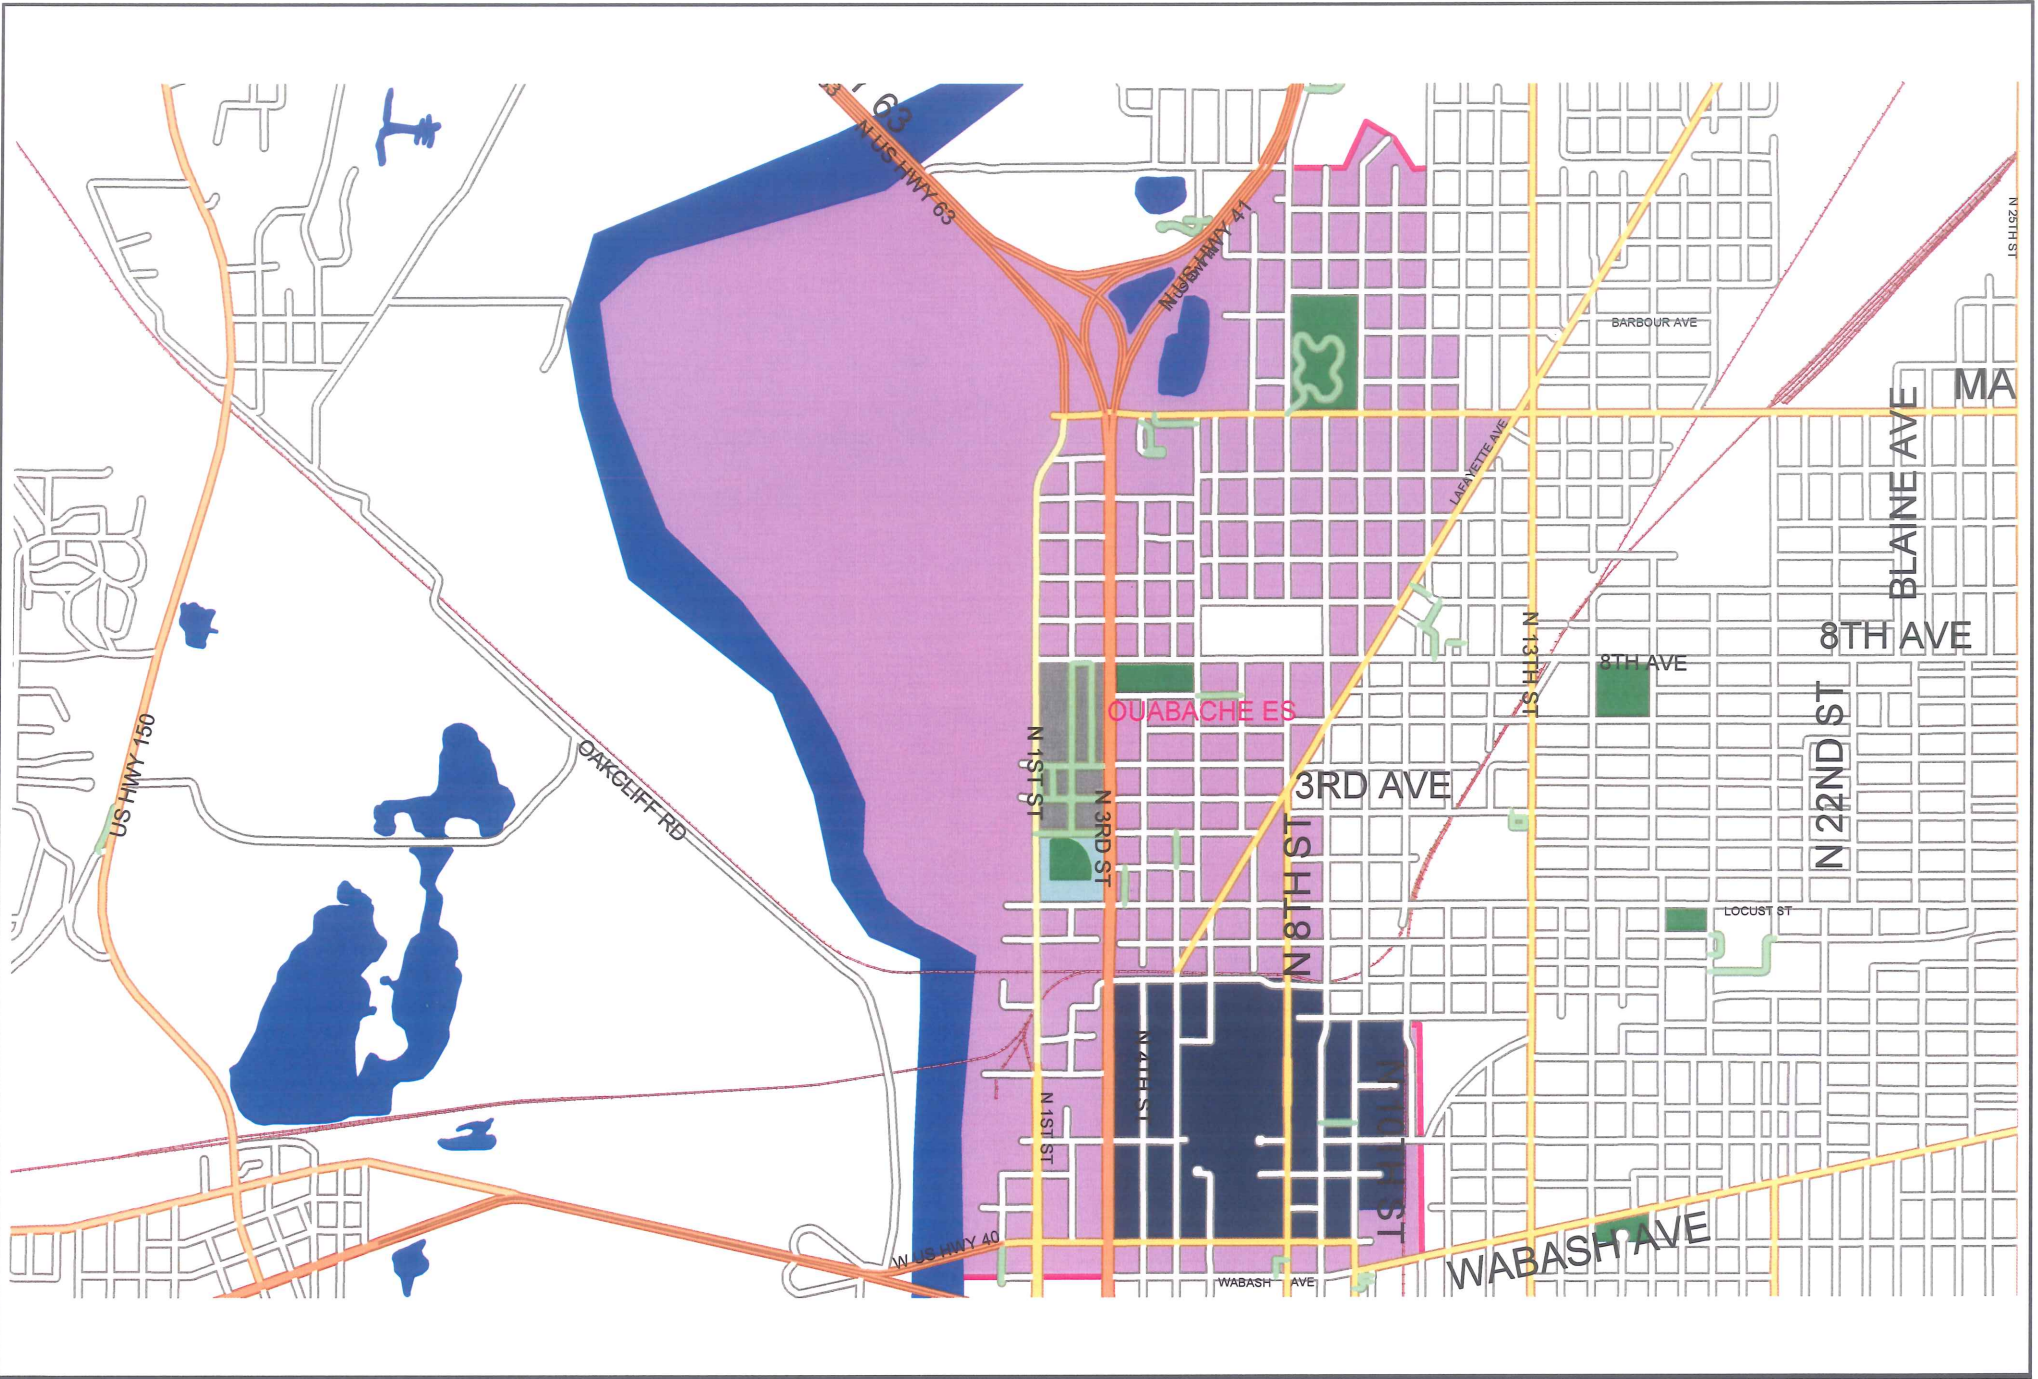 Y 63
N US HWY 63
N US HWY 41
N 25TH ST
BARBOUR AVE
MA
BLAINE AVE
LAFAYETTE AVE
8TH AVE
8TH AVE
N 13TH ST
OUABACHE ES
N 22ND ST
US HWY 150
OAKCLIFF RD
N 1ST ST
N 3RD ST
3RD AVE
N 8TH ST
LOCUST ST
N 4TH ST
N 10TH ST
N 1ST ST
W US HWY 40
WABASH AVE
WABASH AVE